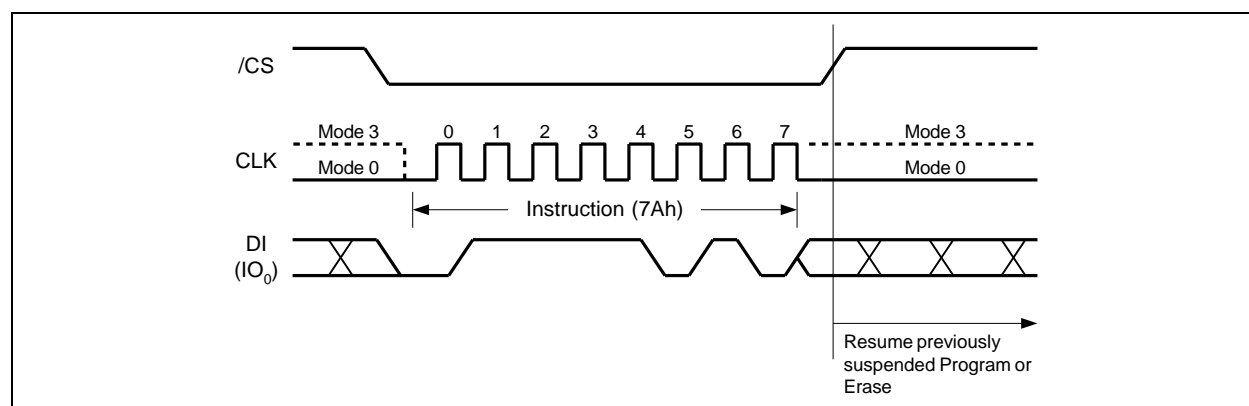 /CS
Mode 3 0 1 2 3 4 5 6 7 Mode 3
CLK
Mode 0 Mode 0
Instruction (7Ah)
DI
(IO₀)
Resume previously
suspended Program or
Erase